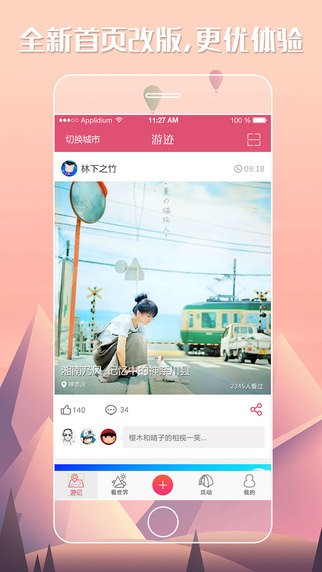 全新首页改版,更优体验
Applidium 11:27 AM 100%
切换城市 游迹
林下之竹 09:18
夏の猫旅人
湘南乃风-记忆中的神奈川县
神奈川 2345人看过
140 34
樱木和晴子的相视一笑...
游记 看世界 活动 我的